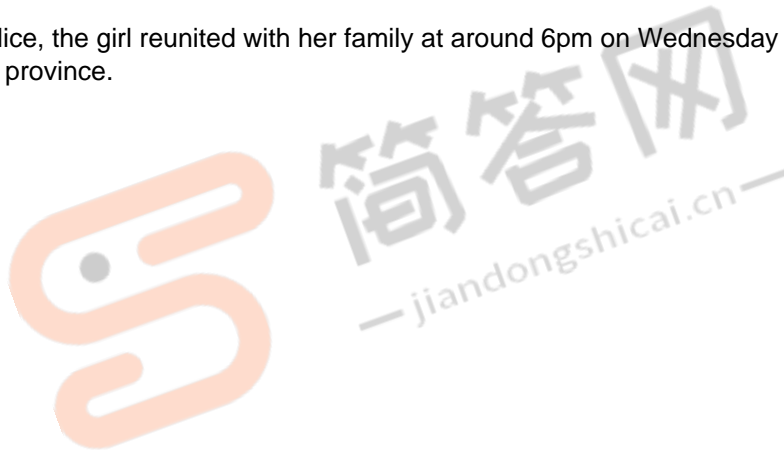 lice, the girl reunited with her family at around 6pm on Wednesday
province.
简答网
jiandongshicai.cn